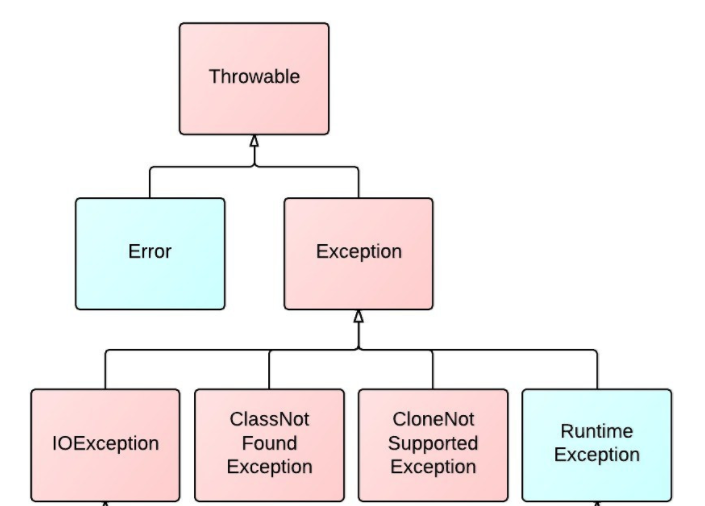 Throwable
Error
Exception
IOException
ClassNot
Found
Exception
CloneNot
Supported
Exception
Runtime
Exception